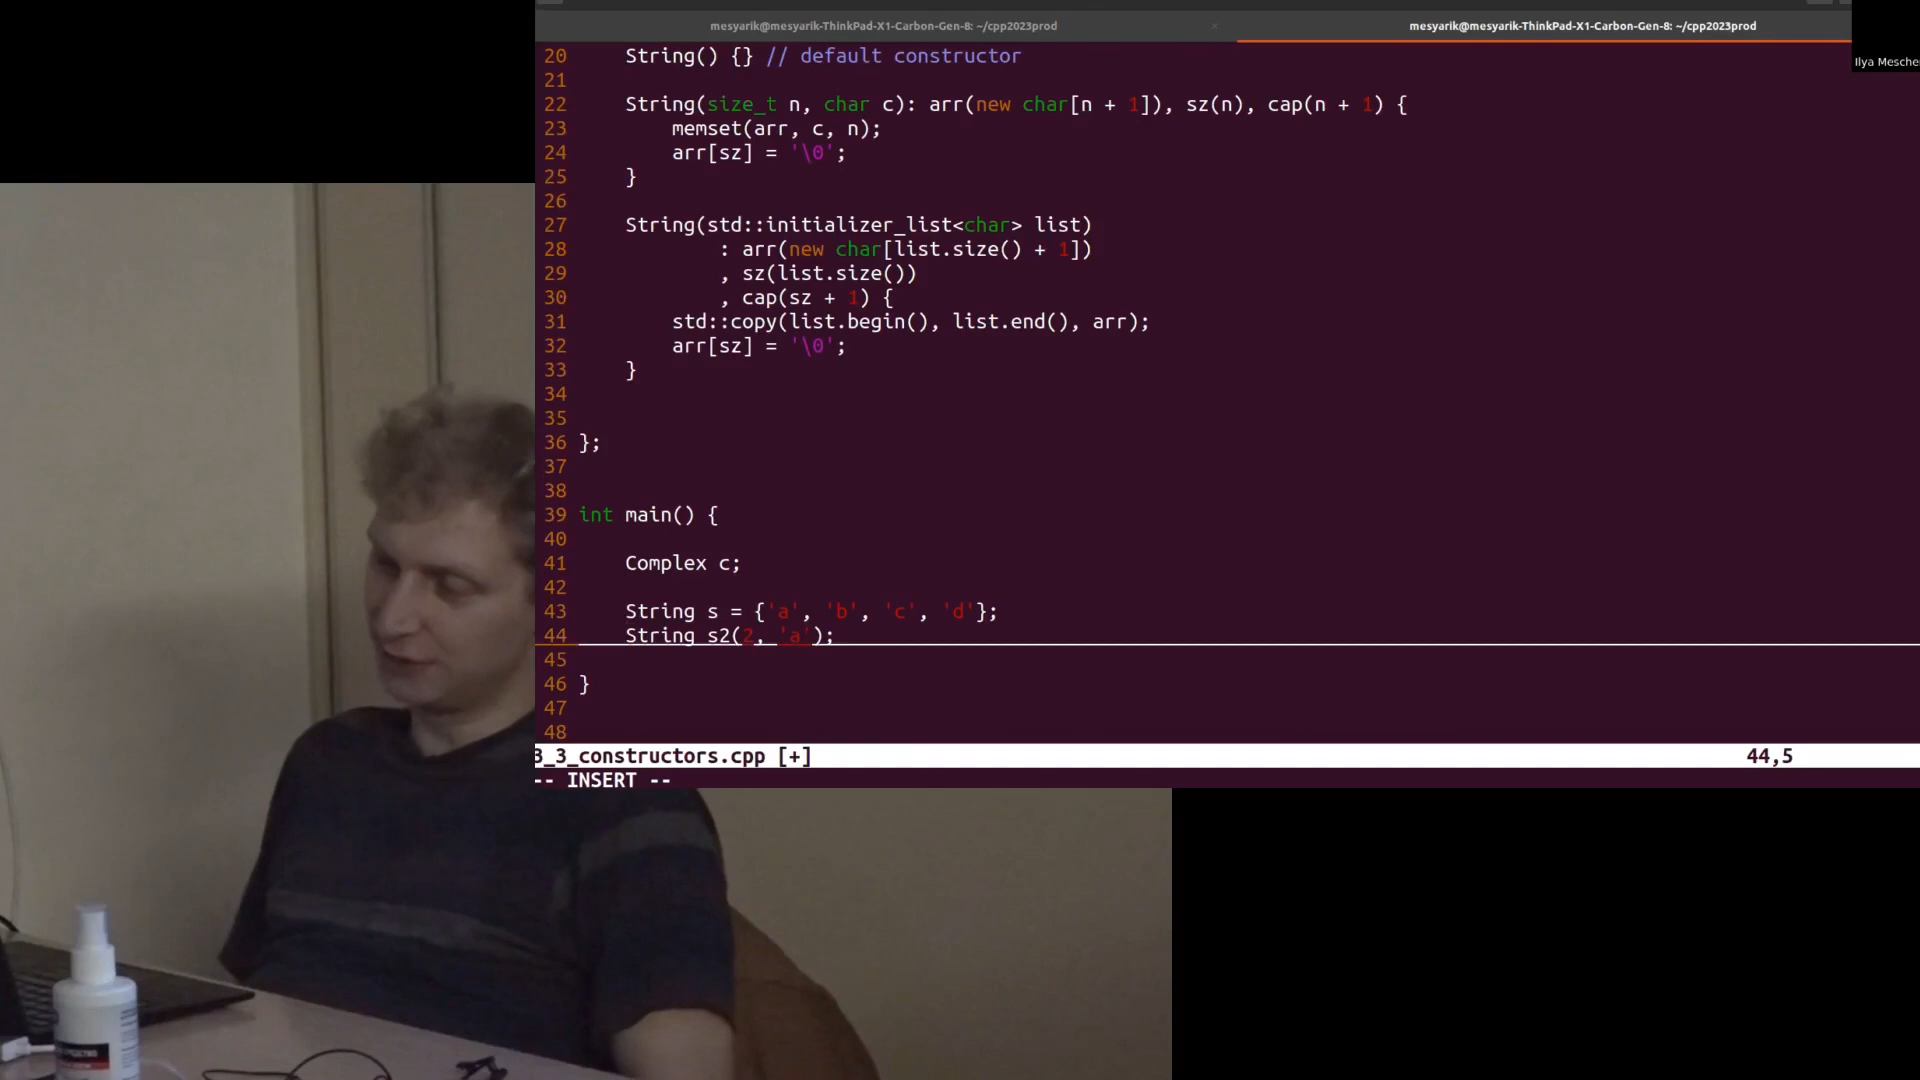 mesyarik@mesyarik-ThinkPad-X1-Carbon-Gen-8: ~/cpp2023prod
mesyarik@mesyarik-ThinkPad-X1-Carbon-Gen-8: ~/cpp2023prod
Ilya Mescher
20     String() {} // default constructor
21
22     String(size_t n, char c): arr(new char[n + 1]), sz(n), cap(n + 1) {
23         memset(arr, c, n);
24         arr[sz] = '\0';
25     }
26
27     String(std::initializer_list<char> list)
28             : arr(new char[list.size() + 1])
29             , sz(list.size())
30             , cap(sz + 1) {
31         std::copy(list.begin(), list.end(), arr);
32         arr[sz] = '\0';
33     }
34
35
36 };
37
38
39 int main() {
40
41     Complex c;
42
43     String s = {'a', 'b', 'c', 'd'};
44     String s2(2, 'a');
45
46 }
47
48
3_3_constructors.cpp [+] 44,5
-- INSERT --